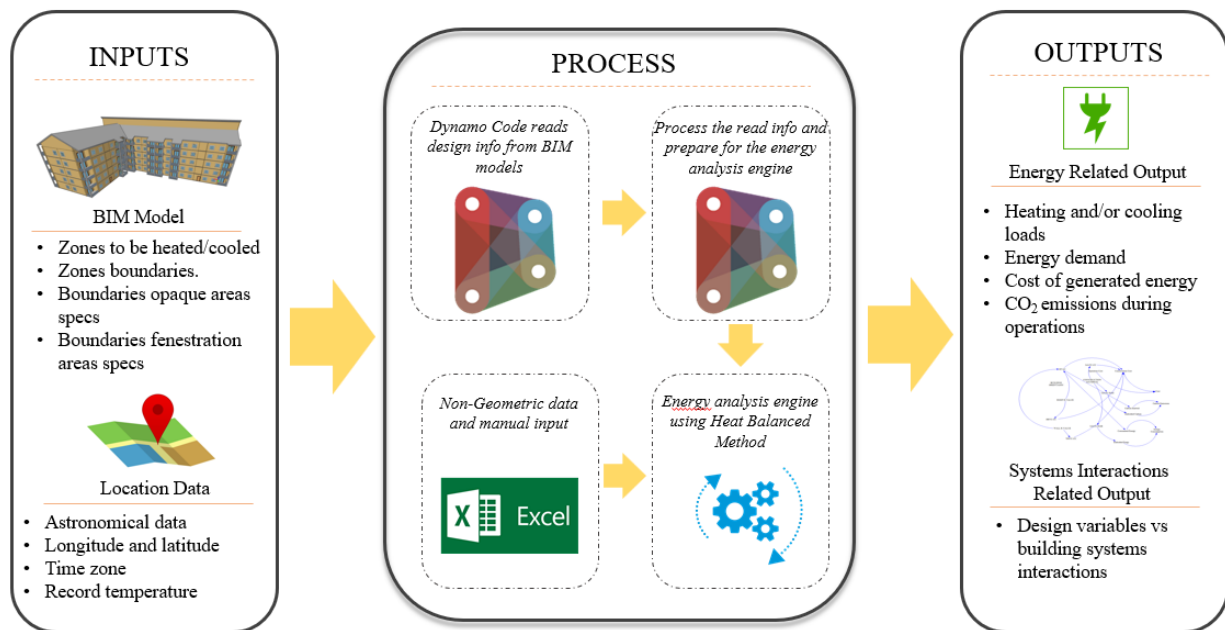 INPUTS
BIM Model
• Zones to be heated/cooled
• Zones boundaries.
• Boundaries opaque areas
specs
• Boundaries fenestration
areas specs
Location Data
• Astronomical data
• Longitude and latitude
• Time zone
• Record temperature
PROCESS
Dynamo Code reads
design info from BIM
models
Process the read info and
prepare for the energy
analysis engine
Non-Geometric data
and manual input
X
Excel
Energy analysis engine
using Heat Balanced
Method
OUTPUTS
Energy Related Output
• Heating and/or cooling
loads
• Energy demand
• Cost of generated energy
• CO₂ emissions during
operations
Systems Interactions
Related Output
• Design variables vs
building systems
interactions